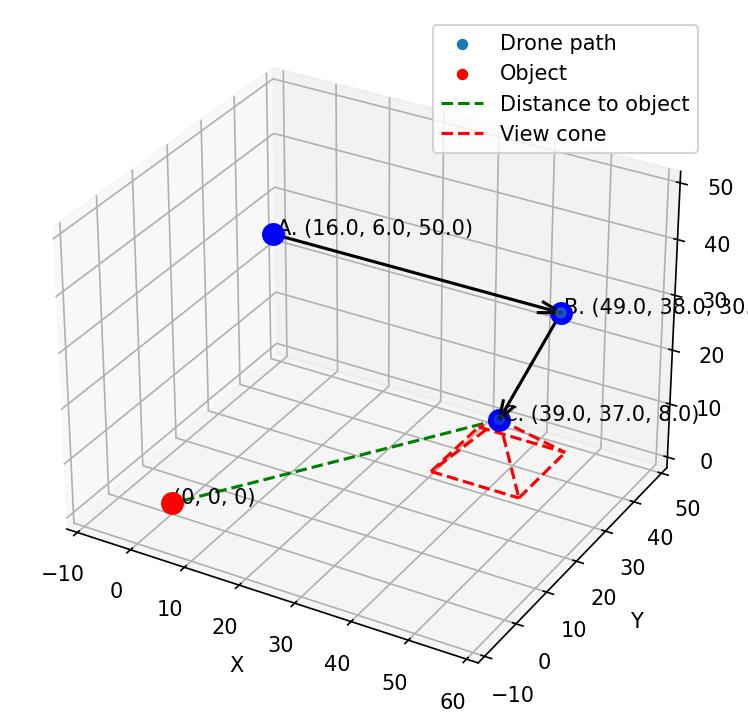 Drone path
Object
Distance to object
View cone
A. (16.0, 6.0, 50.0)
B. (49.0, 38.0, 30.
C. (39.0, 37.0, 8.0)
(0, 0, 0)
50
40
30
20
10
0
−10
0
10
20
30
40
50
60
X
50
40
30
20
10
0
−10
Y